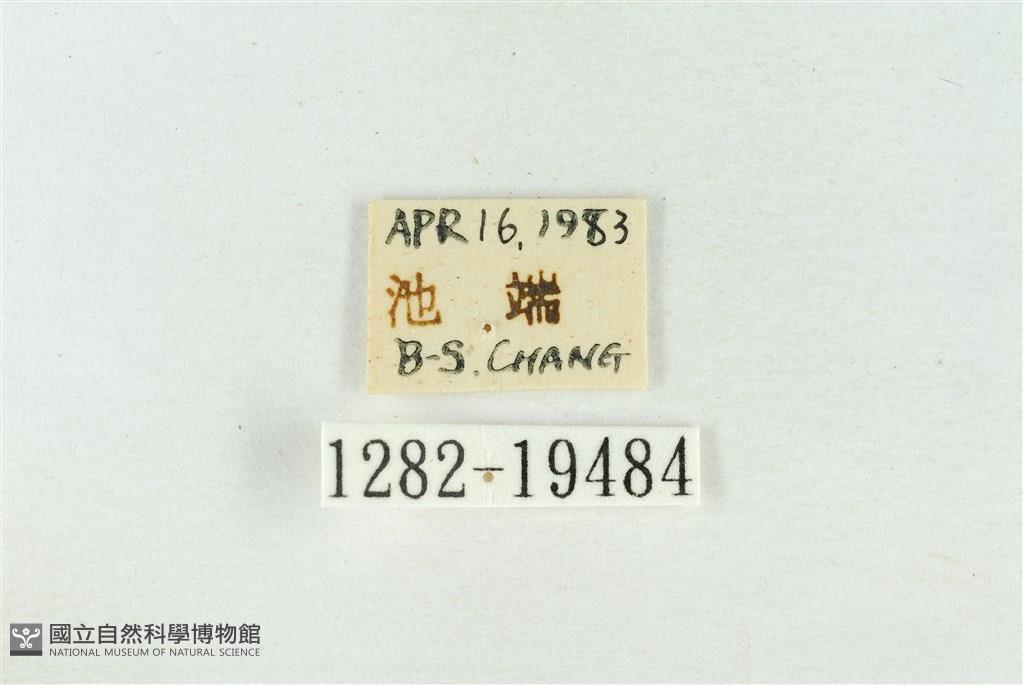 APR 16, 1983
池
B-S. CHANG
1282-19484
國立自然科學博物館
NATIONAL MUSEUM OF NATURAL SCIENCE